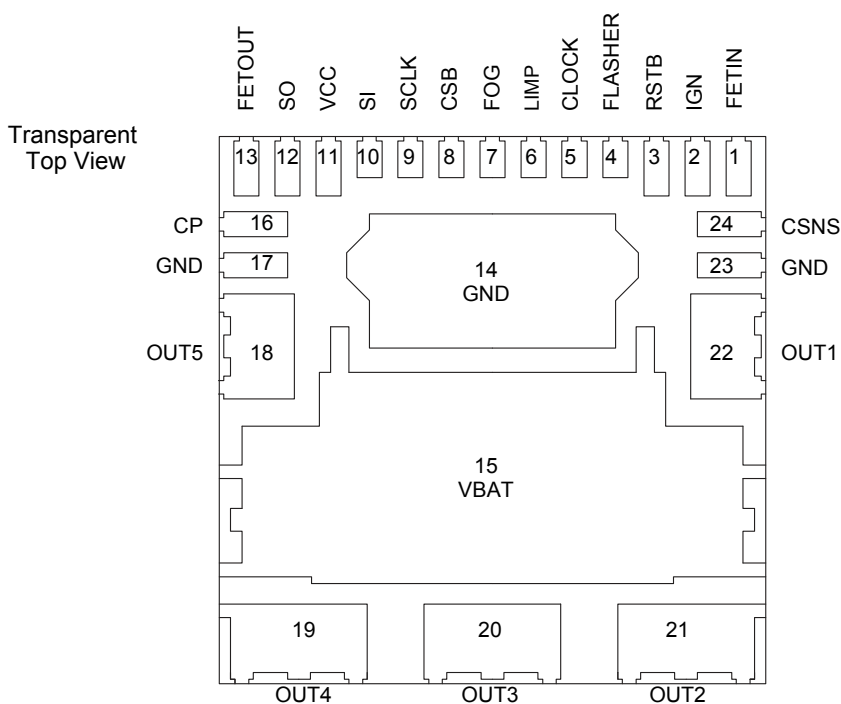 FETOUT
SO
VCC
SI
SCLK
CSB
FOG
LIMP
CLOCK
FLASHER
RSTB
IGN
FETIN
Transparent
Top View
13 12 11 10 9 8 7 6 5 4 3 2 1
CP 16 24 CSNS
GND 17 23 GND
14
GND
OUT5 18 22 OUT1
15
VBAT
19 20 21
OUT4 OUT3 OUT2